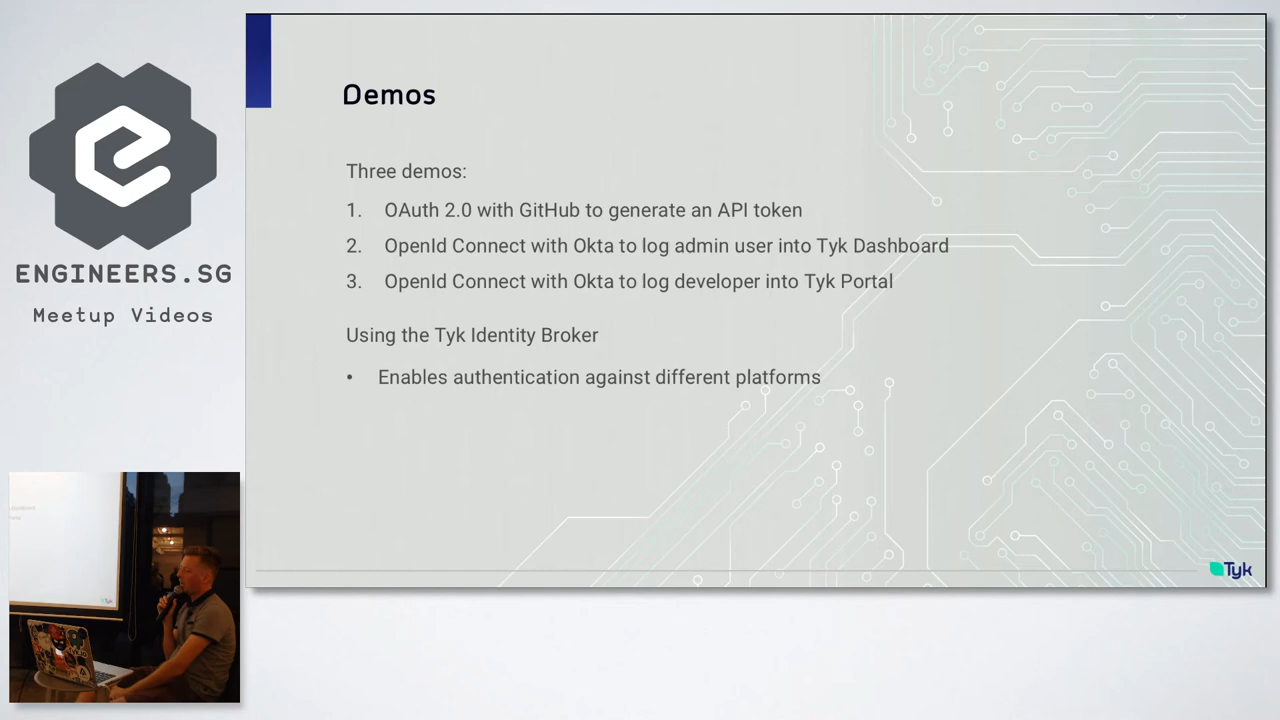 ENGINEERS.SG
Meetup Videos
Demos
Three demos:
1. OAuth 2.0 with GitHub to generate an API token
2. OpenId Connect with Okta to log admin user into Tyk Dashboard
3. OpenId Connect with Okta to log developer into Tyk Portal
Using the Tyk Identity Broker
• Enables authentication against different platforms
Tyk